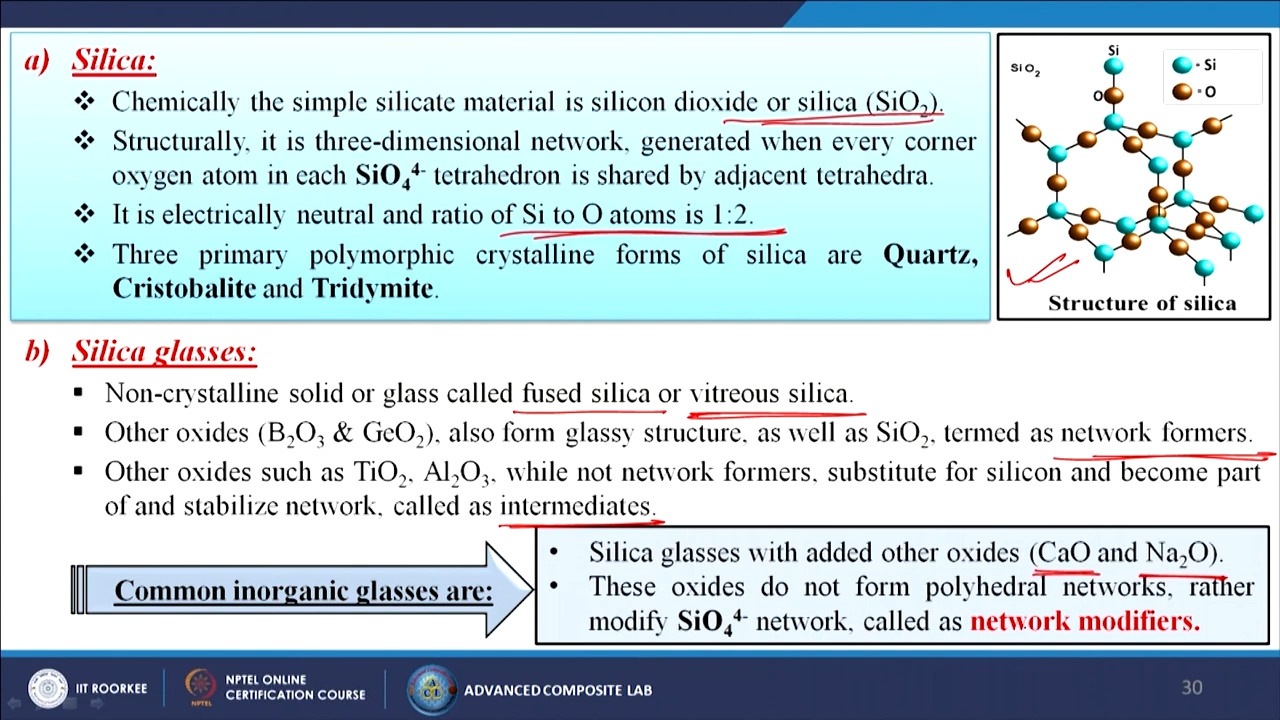 a) Silica:
❖ Chemically the simple silicate material is silicon dioxide or silica (SiO₂).
❖ Structurally, it is three-dimensional network, generated when every corner
oxygen atom in each SiO₄⁴⁻ tetrahedron is shared by adjacent tetrahedra.
❖ It is electrically neutral and ratio of Si to O atoms is 1:2.
❖ Three primary polymorphic crystalline forms of silica are Quartz,
Cristobalite and Tridymite.
SiO₂
Si
O
- Si
- O
Structure of silica
b) Silica glasses:
▪ Non-crystalline solid or glass called fused silica or vitreous silica.
▪ Other oxides (B₂O₃ & GeO₂), also form glassy structure, as well as SiO₂, termed as network formers.
▪ Other oxides such as TiO₂, Al₂O₃, while not network formers, substitute for silicon and become part
of and stabilize network, called as intermediates.
Common inorganic glasses are:
• Silica glasses with added other oxides (CaO and Na₂O).
• These oxides do not form polyhedral networks, rather
modify SiO₄⁴⁻ network, called as network modifiers.
IIT ROORKEE
NPTEL
NPTEL ONLINE
CERTIFICATION COURSE
ADVANCED COMPOSITE LAB
30